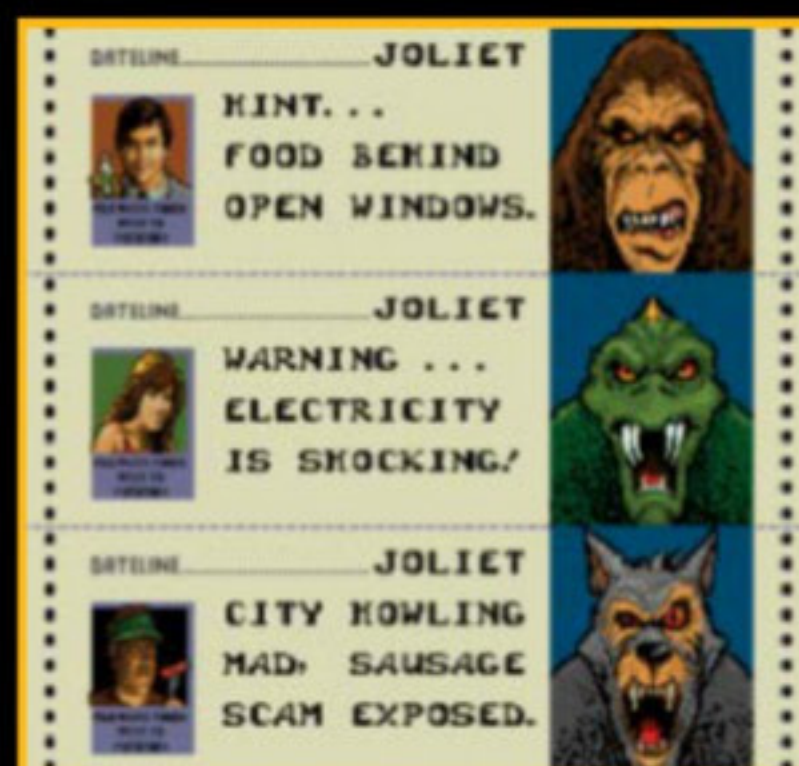 DATELINE JOLIET
HINT...
FOOD BEHIND
OPEN WINDOWS.
DATELINE JOLIET
WARNING ...
ELECTRICITY
IS SHOCKING!
DATELINE JOLIET
CITY HOWLING
MAD, SAUSAGE
SCAM EXPOSED.